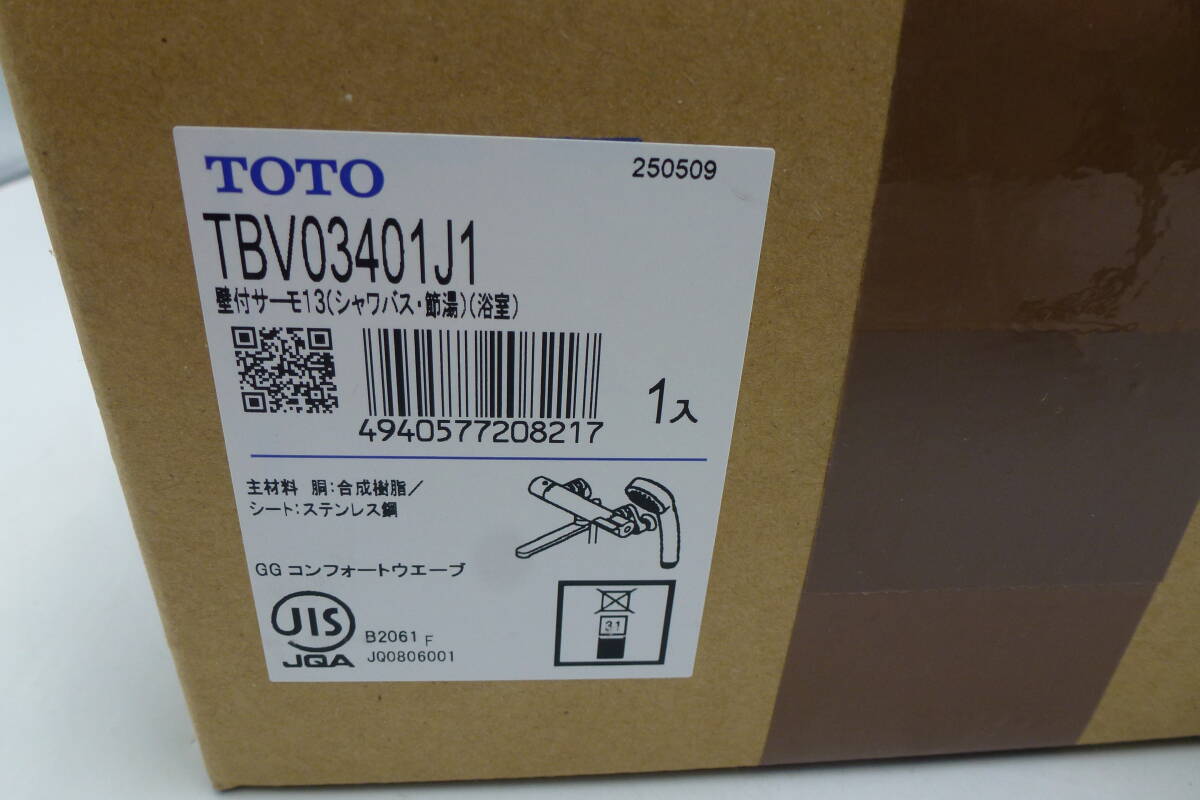 TOTO
250509
TBV03401J1
壁付サーモ13(シャワバス・節湯)(浴室)
4940577208217
1入
主材料 胴:合成樹脂/
シート:ステンレス鋼
GG コンフォートウエーブ
JIS
JQA
B2061 F
JQ0806001
31